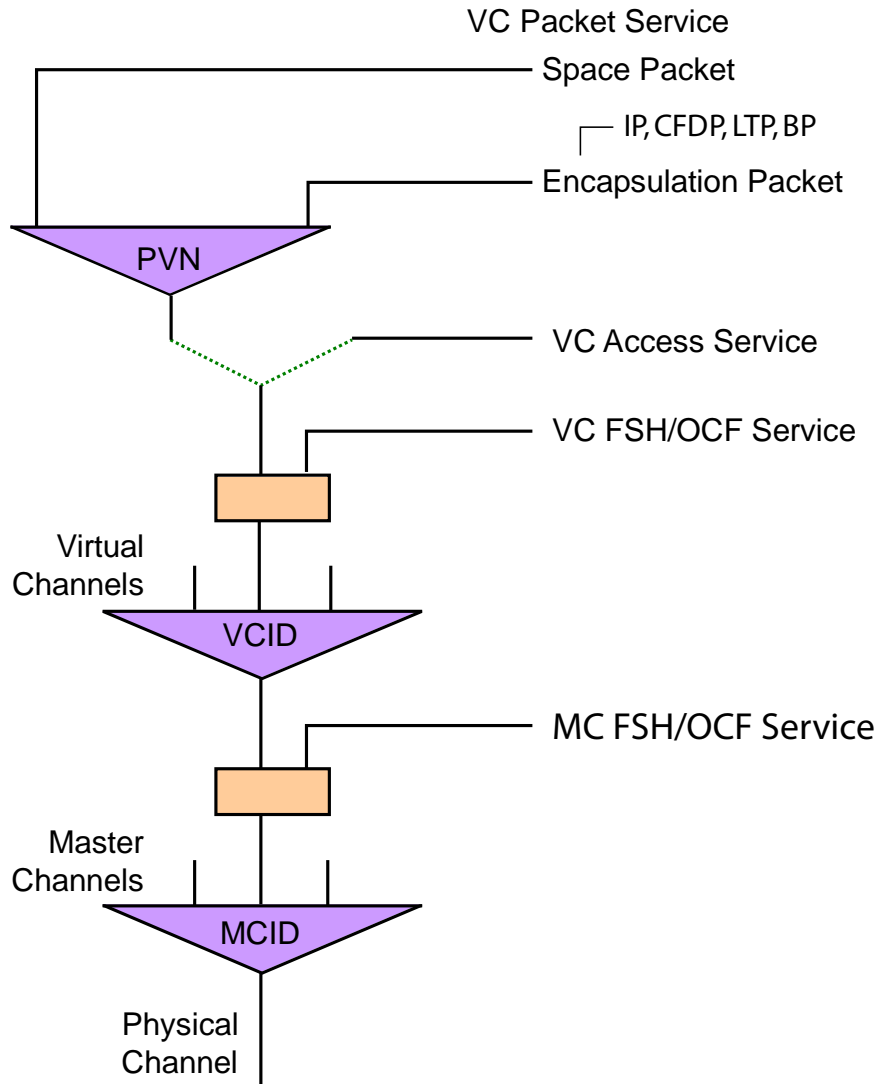 VC Packet Service
Space Packet
IP, CFDP, LTP, BP
Encapsulation Packet
PVN
VC Access Service
VC FSH/OCF Service
Virtual
Channels
VCID
MC FSH/OCF Service
Master
Channels
MCID
Physical
Channel